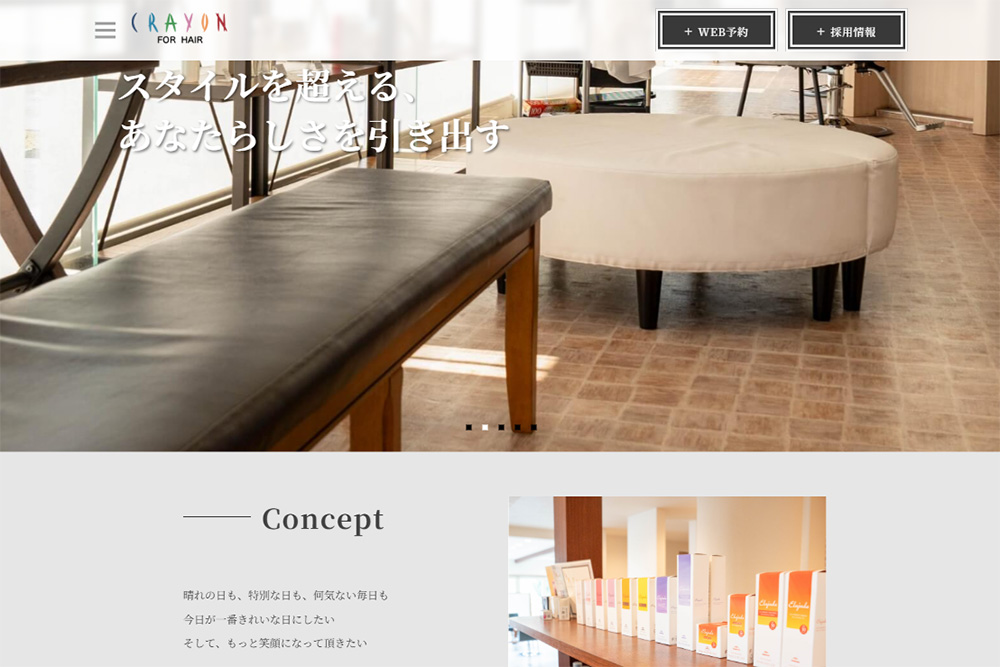 CRAYON
FOR HAIR
+ WEB予約
+ 採用情報
スタイルを超える、
あなたらしさを引き出す
Concept
晴れの日も、特別な日も、何気ない毎日も
今日が一番きれいな日にしたい
そして、もっと笑顔になって頂きたい